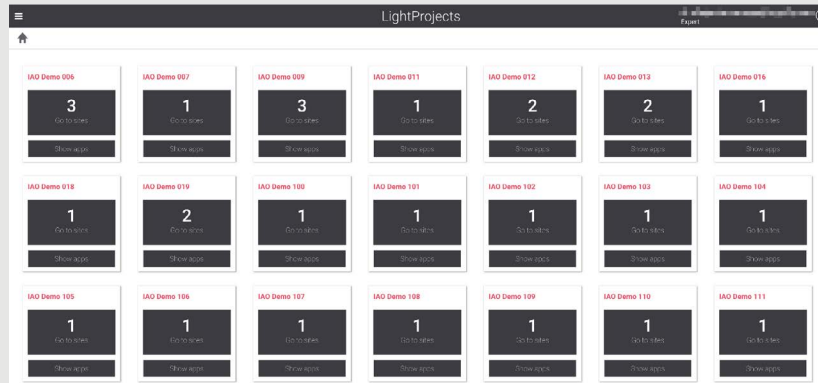 LightProjects
Expert
IAO Demo 006 IAO Demo 007 IAO Demo 009 IAO Demo 011 IAO Demo 012 IAO Demo 013 IAO Demo 016
3 1 3 1 2 2 1
Go to sites Go to sites Go to sites Go to sites Go to sites Go to sites Go to sites
Show apps Show apps Show apps Show apps Show apps Show apps Show apps
IAO Demo 018 IAO Demo 019 IAO Demo 100 IAO Demo 101 IAO Demo 102 IAO Demo 103 IAO Demo 104
1 2 1 1 1 1 1
Go to sites Go to sites Go to sites Go to sites Go to sites Go to sites Go to sites
Show apps Show apps Show apps Show apps Show apps Show apps Show apps
IAO Demo 105 IAO Demo 106 IAO Demo 107 IAO Demo 108 IAO Demo 109 IAO Demo 110 IAO Demo 111
1 1 1 1 1 1 1
Go to sites Go to sites Go to sites Go to sites Go to sites Go to sites Go to sites
Show apps Show apps Show apps Show apps Show apps Show apps Show apps